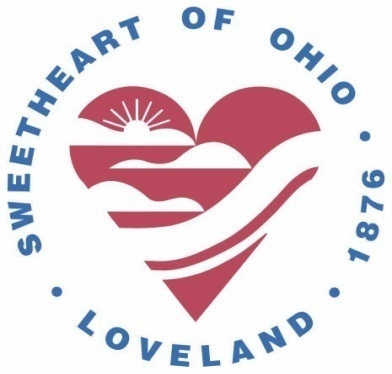 SWEETHEART OF OHIO • 1876 •
LOVELAND •